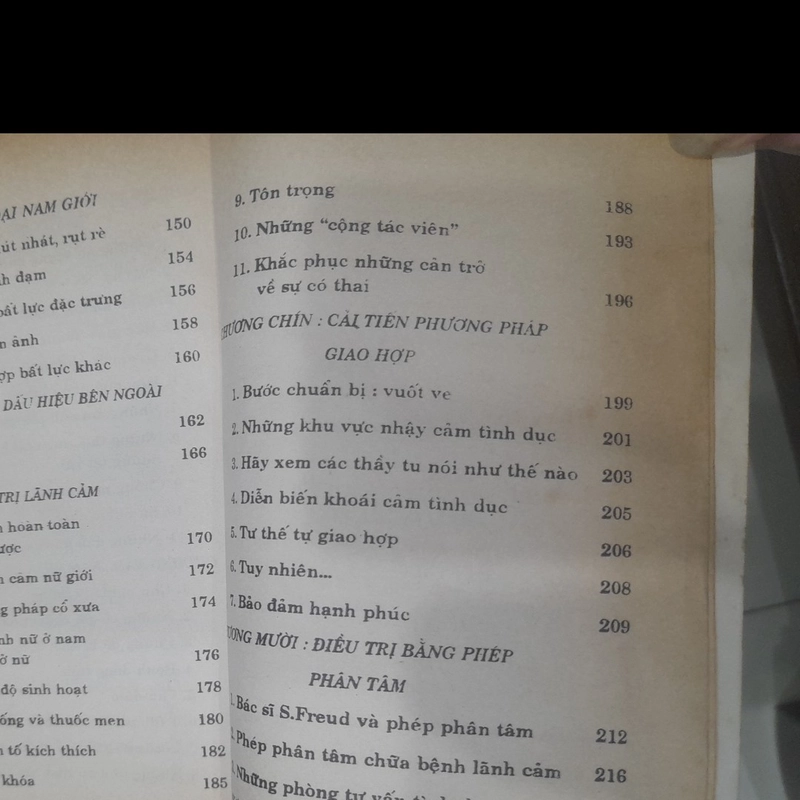 ẠI NAM GIỚI
út nhát, rụt rè 150
h đạm 154
bất lực đặc trưng 156
n ảnh 158
ợp bất lực khác 160
DẤU HIỆU BÊN NGOÀI
162
166
TRỊ LÃNH CẢM
n hoàn toàn
ược 170
n cảm nữ giới 172
ng pháp cổ xưa 174
nh nữ ở nam
ở nữ 176
độ sinh hoạt 178
ống và thuốc men 180
n tố kích thích 182
khóa 185
9. Tôn trọng 188
10. Những “cộng tác viên” 193
11. Khắc phục những cản trở
về sự có thai 196
HƯƠNG CHÍN : CẢI TIẾN PHƯƠNG PHÁP
GIAO HỢP
1. Bước chuẩn bị : vuốt ve 199
2. Những khu vực nhậy cảm tình dục 201
3. Hãy xem các thầy tu nói như thế nào 203
4. Diễn biến khoái cảm tình dục 205
5. Tư thế tự giao hợp 206
6. Tuy nhiên... 208
7. Bảo đảm hạnh phúc 209
ƯƠNG MƯỜI : ĐIỀU TRỊ BẰNG PHÉP
PHÂN TÂM
1. Bác sĩ S.Freud và phép phân tâm 212
Phép phân tâm chữa bệnh lãnh cảm 216
Những phòng tư vấn